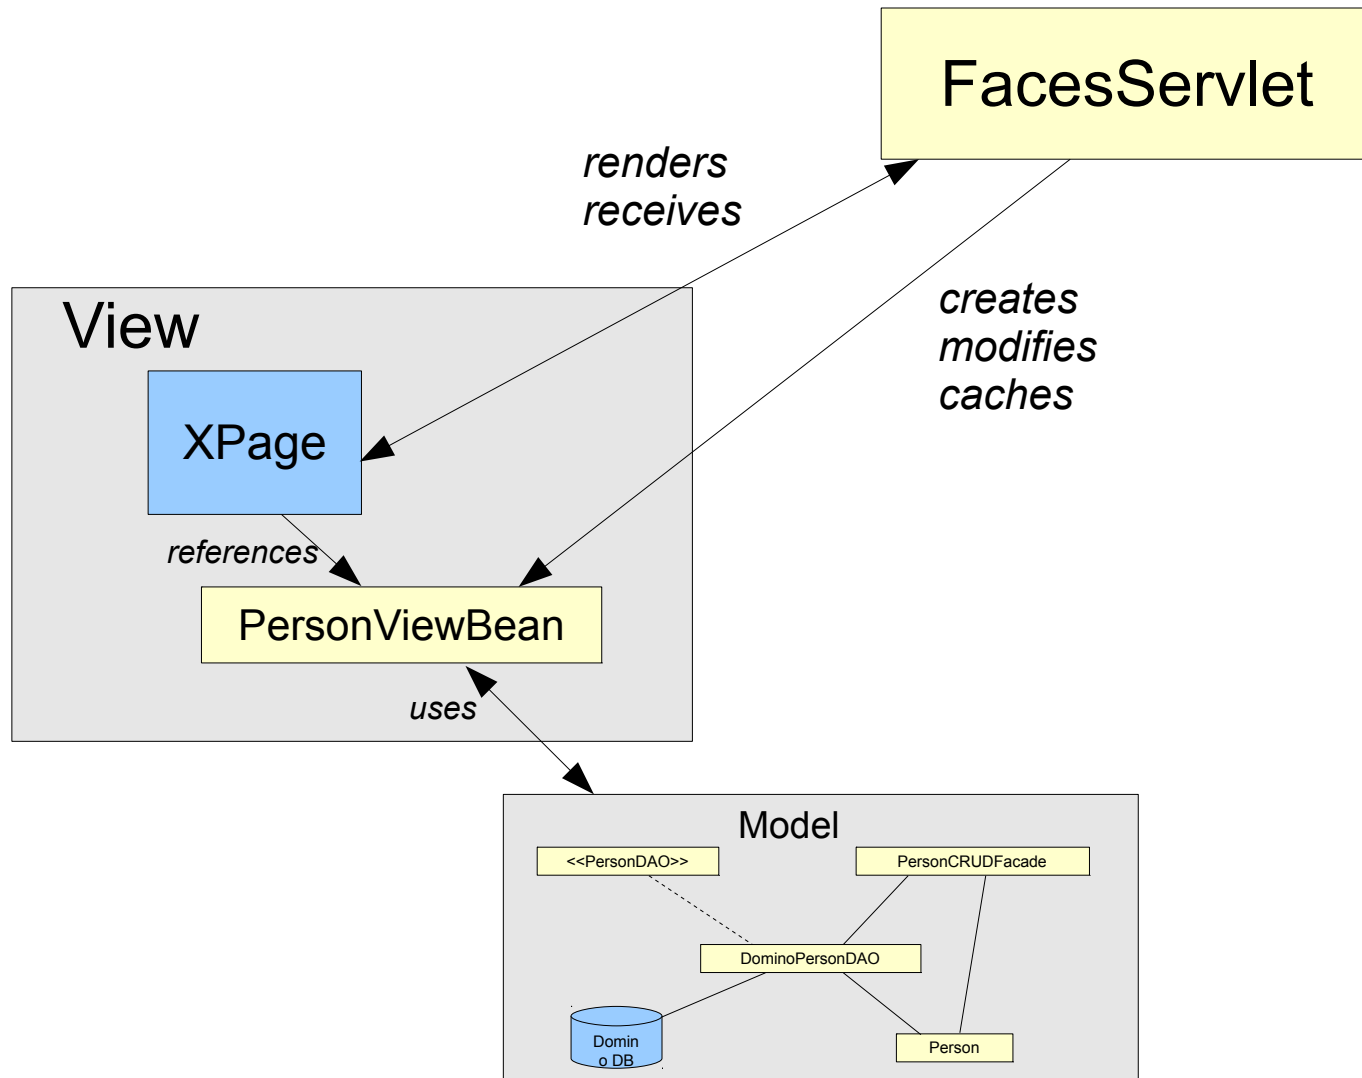 FacesServlet
renders
receives
creates
modifies
caches
View
XPage
references
PersonViewBean
uses
Model
<<PersonDAO>>
PersonCRUDFacade
DominoPersonDAO
Domin
o DB
Person